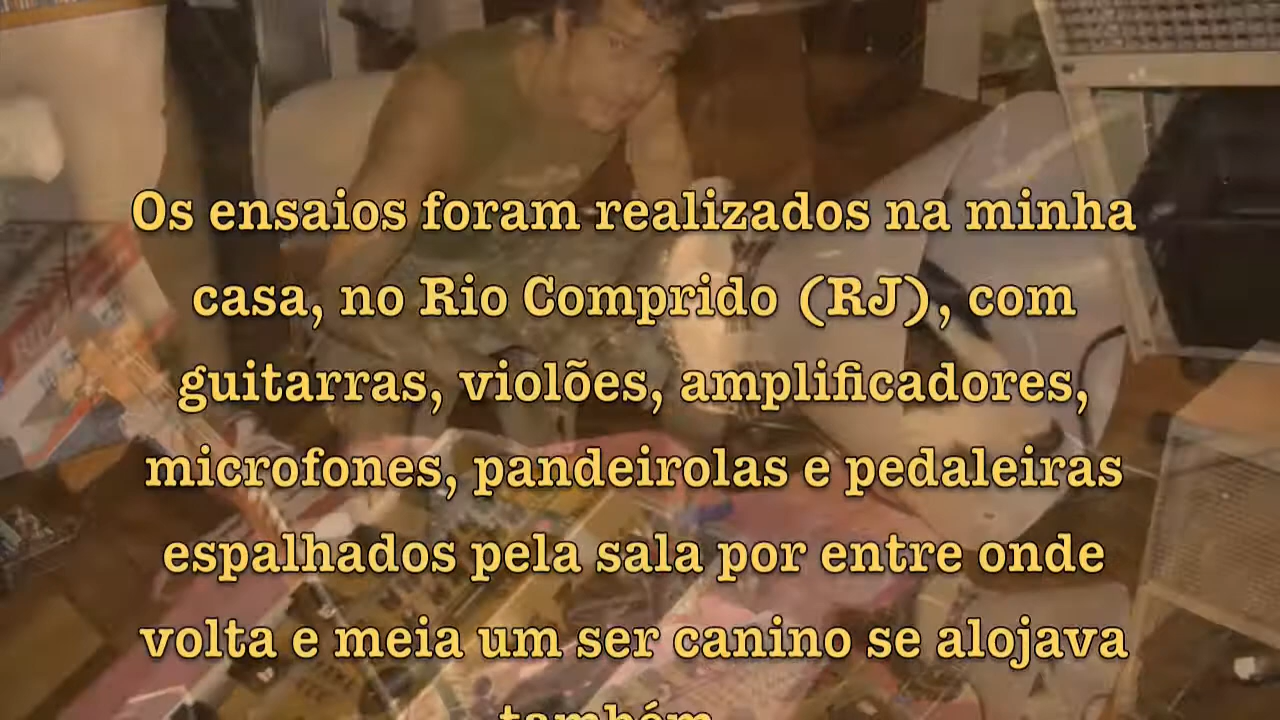 Os ensaios foram realizados na minha
casa, no Rio Comprido (RJ), com
guitarras, violões, amplificadores,
microfones, pandeirolas e pedaleiras
espalhados pela sala por entre onde
volta e meia um ser canino se alojava
também